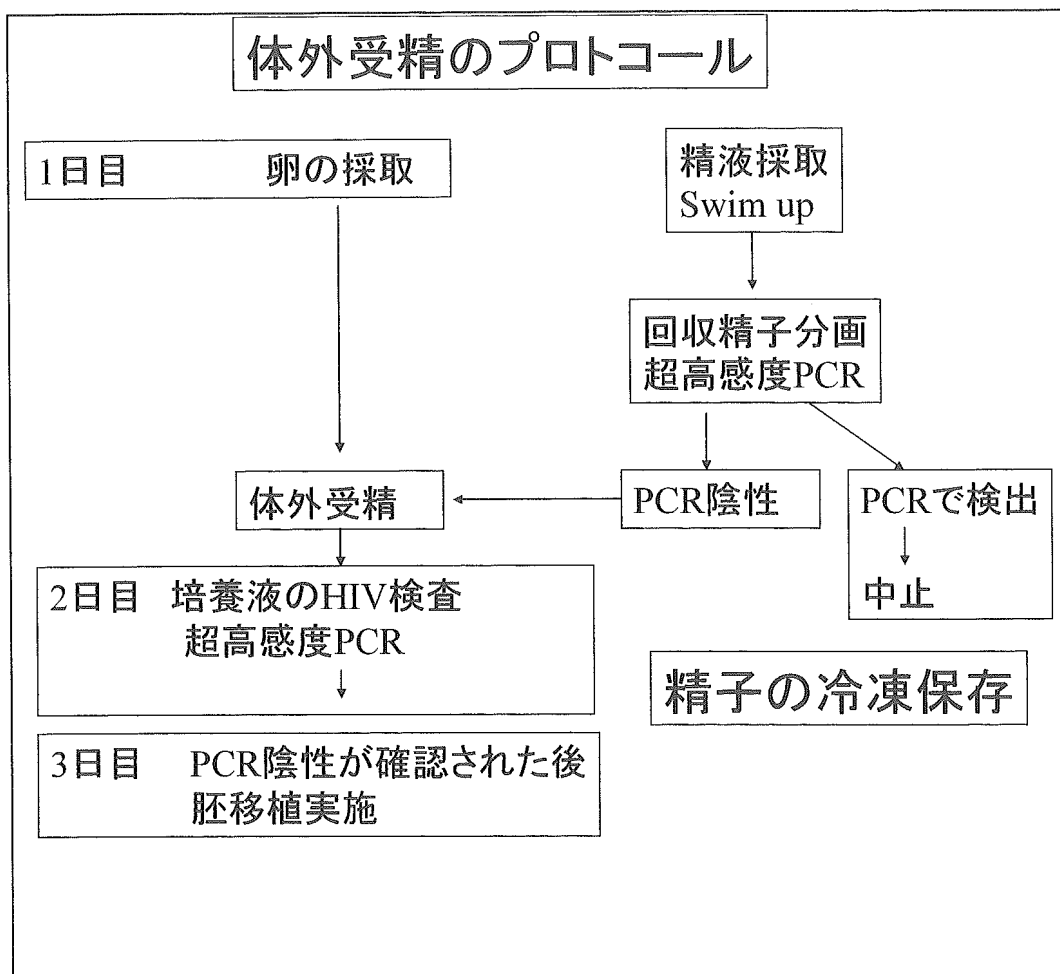 体外受精のプロトコール
1日目 卵の採取
精液採取
Swim up
回収精子分画
超高感度PCR
体外受精
PCR陰性
PCRで検出
中止
2日目 培養液のHIV検査
超高感度PCR
精子の冷凍保存
3日目 PCR陰性が確認された後
胚移植実施